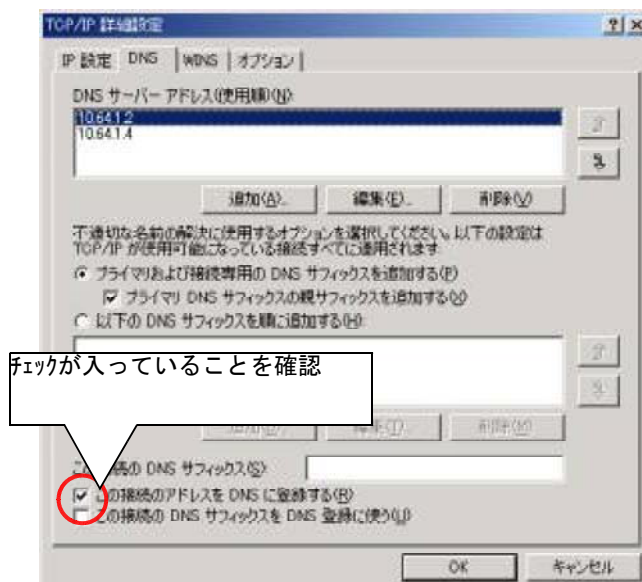 TCP/IP 詳細設定
IP 設定 DNS WINS オプション
DNS サーバー アドレス(使用順)(N):
10.64.1.2
10.64.1.4
追加(A)... 編集(E)... 削除(V)
不適切な名前の解決に使用するオプションを選択してください。以下の設定は
TCP/IP が使用可能になっている接続すべてに適用されます
プライマリおよび接続専用の DNS サフィックスを追加する(P)
プライマリ DNS サフィックスの親サフィックスを追加する(X)
以下の DNS サフィックスを順に追加する(H):
ﾁｪｯｸが入っていることを確認
削除(M)
DNS サフィックス(S):
この接続のアドレスを DNS に登録する(R)
この接続の DNS サフィックスを DNS 登録に使う(U)
OK キャンセル